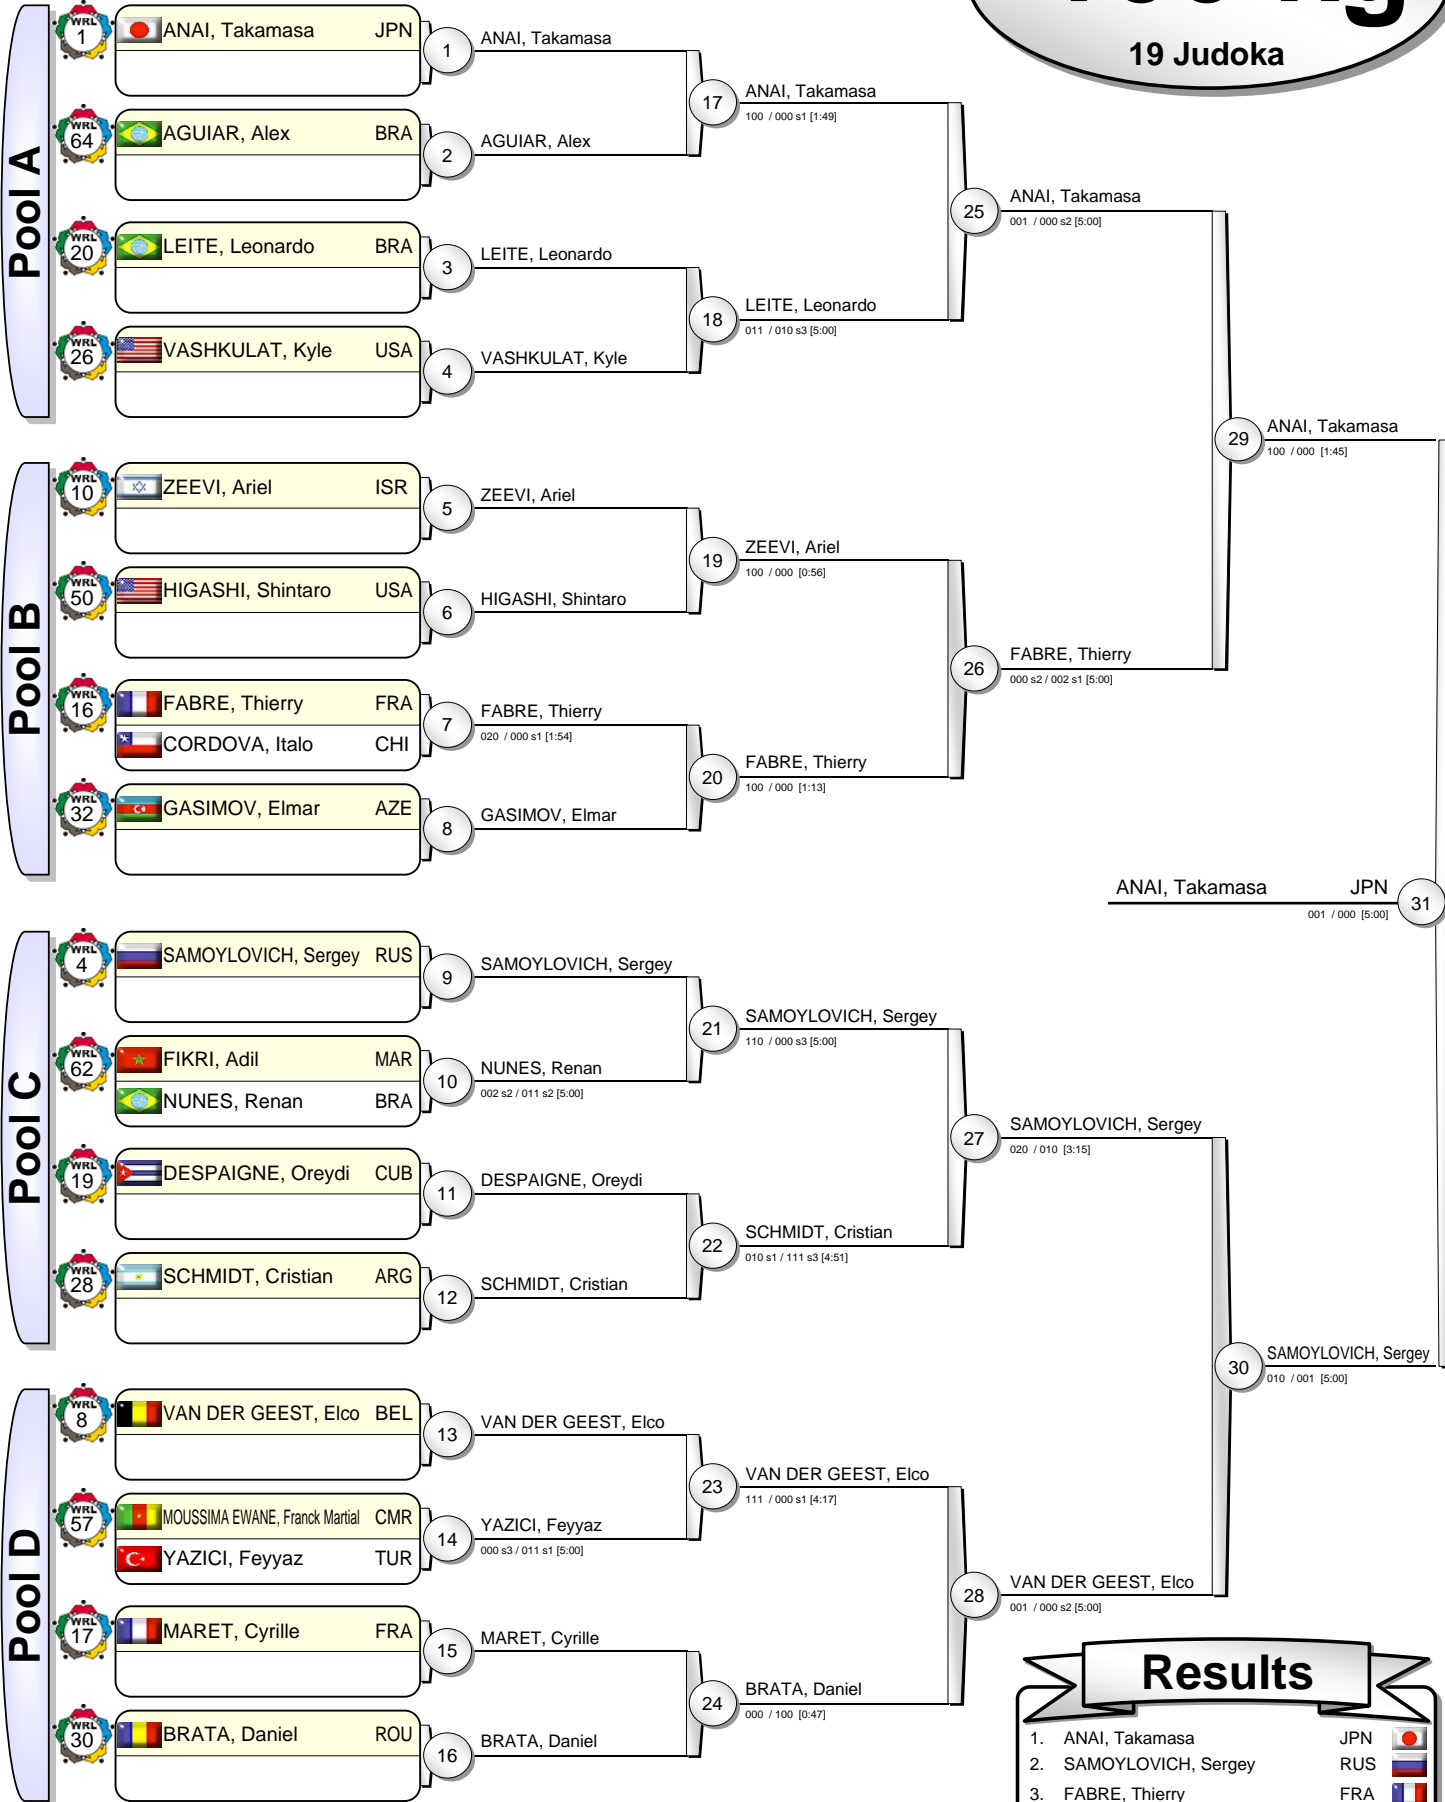 19 Judoka
Pool A
WRL 1 ANAI, Takamasa JPN
1 ANAI, Takamasa
17 ANAI, Takamasa
100 / 000 s1 [1:49]
WRL 64 AGUIAR, Alex BRA
2 AGUIAR, Alex
25 ANAI, Takamasa
001 / 000 s2 [5:00]
WRL 20 LEITE, Leonardo BRA
3 LEITE, Leonardo
18 LEITE, Leonardo
011 / 010 s3 [5:00]
WRL 26 VASHKULAT, Kyle USA
4 VASHKULAT, Kyle
29 ANAI, Takamasa
100 / 000 [1:45]
Pool B
WRL 10 ZEEVI, Ariel ISR
5 ZEEVI, Ariel
19 ZEEVI, Ariel
100 / 000 [0:56]
WRL 50 HIGASHI, Shintaro USA
6 HIGASHI, Shintaro
26 FABRE, Thierry
000 s2 / 002 s1 [5:00]
WRL 16 FABRE, Thierry FRA
CORDOVA, Italo CHI
7 FABRE, Thierry
020 / 000 s1 [1:54]
20 FABRE, Thierry
100 / 000 [1:13]
WRL 32 GASIMOV, Elmar AZE
8 GASIMOV, Elmar
ANAI, Takamasa JPN 31
001 / 000 [5:00]
Pool C
WRL 4 SAMOYLOVICH, Sergey RUS
9 SAMOYLOVICH, Sergey
21 SAMOYLOVICH, Sergey
110 / 000 s3 [5:00]
WRL 62 FIKRI, Adil MAR
NUNES, Renan BRA
10 NUNES, Renan
002 s2 / 011 s2 [5:00]
27 SAMOYLOVICH, Sergey
020 / 010 [3:15]
WRL 19 DESPAIGNE, Oreydi CUB
11 DESPAIGNE, Oreydi
22 SCHMIDT, Cristian
010 s1 / 111 s3 [4:51]
WRL 28 SCHMIDT, Cristian ARG
12 SCHMIDT, Cristian
30 SAMOYLOVICH, Sergey
010 / 001 [5:00]
Pool D
WRL 8 VAN DER GEEST, Elco BEL
13 VAN DER GEEST, Elco
23 VAN DER GEEST, Elco
111 / 000 s1 [4:17]
WRL 57 MOUSSIMA EWANE, Franck Martial CMR
YAZICI, Feyyaz TUR
14 YAZICI, Feyyaz
000 s3 / 011 s1 [5:00]
28 VAN DER GEEST, Elco
001 / 000 s2 [5:00]
WRL 17 MARET, Cyrille FRA
15 MARET, Cyrille
24 BRATA, Daniel
000 / 100 [0:47]
WRL 30 BRATA, Daniel ROU
16 BRATA, Daniel
Results
1. ANAI, Takamasa JPN
2. SAMOYLOVICH, Sergey RUS
3. FABRE, Thierry FRA